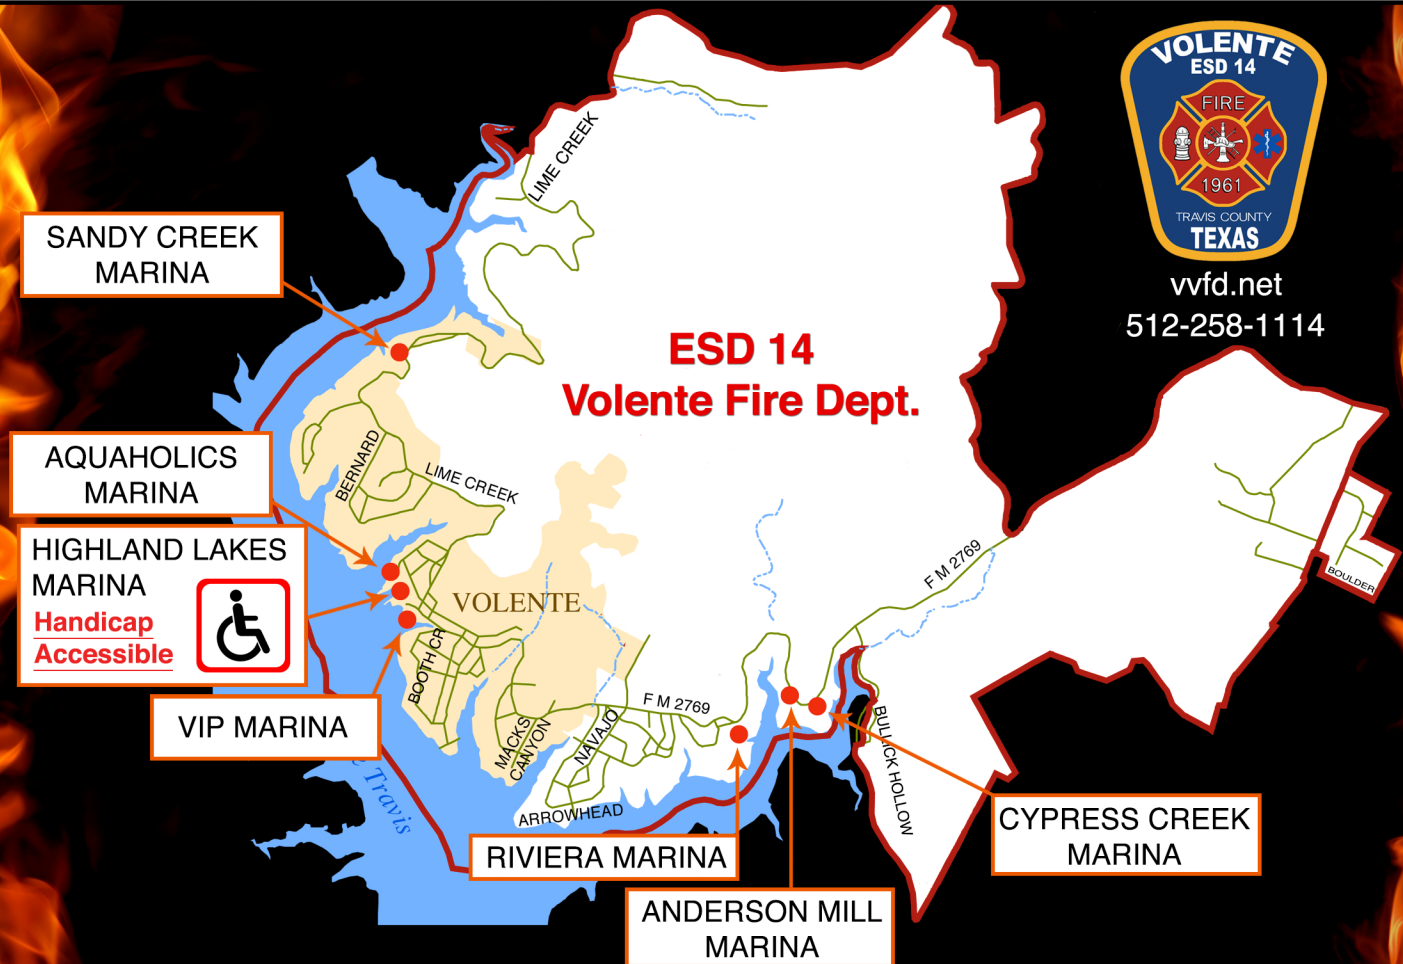 VOLENTE
ESD 14
FIRE
1961
TRAVIS COUNTY
TEXAS
vvfd.net
512-258-1114
LIME CREEK
SANDY CREEK
MARINA
ESD 14
Volente Fire Dept.
AQUAHOLICS
MARINA
BERNARD
LIME CREEK
HIGHLAND LAKES
MARINA
Handicap
Accessible
VOLENTE
F M 2769
BOULDER
BOOTH CR
VIP MARINA
MACKS
CANYON
NAVAJO
F M 2769
BULLICK HOLLOW
Travis
ARROWHEAD
RIVIERA MARINA
CYPRESS CREEK
MARINA
ANDERSON MILL
MARINA